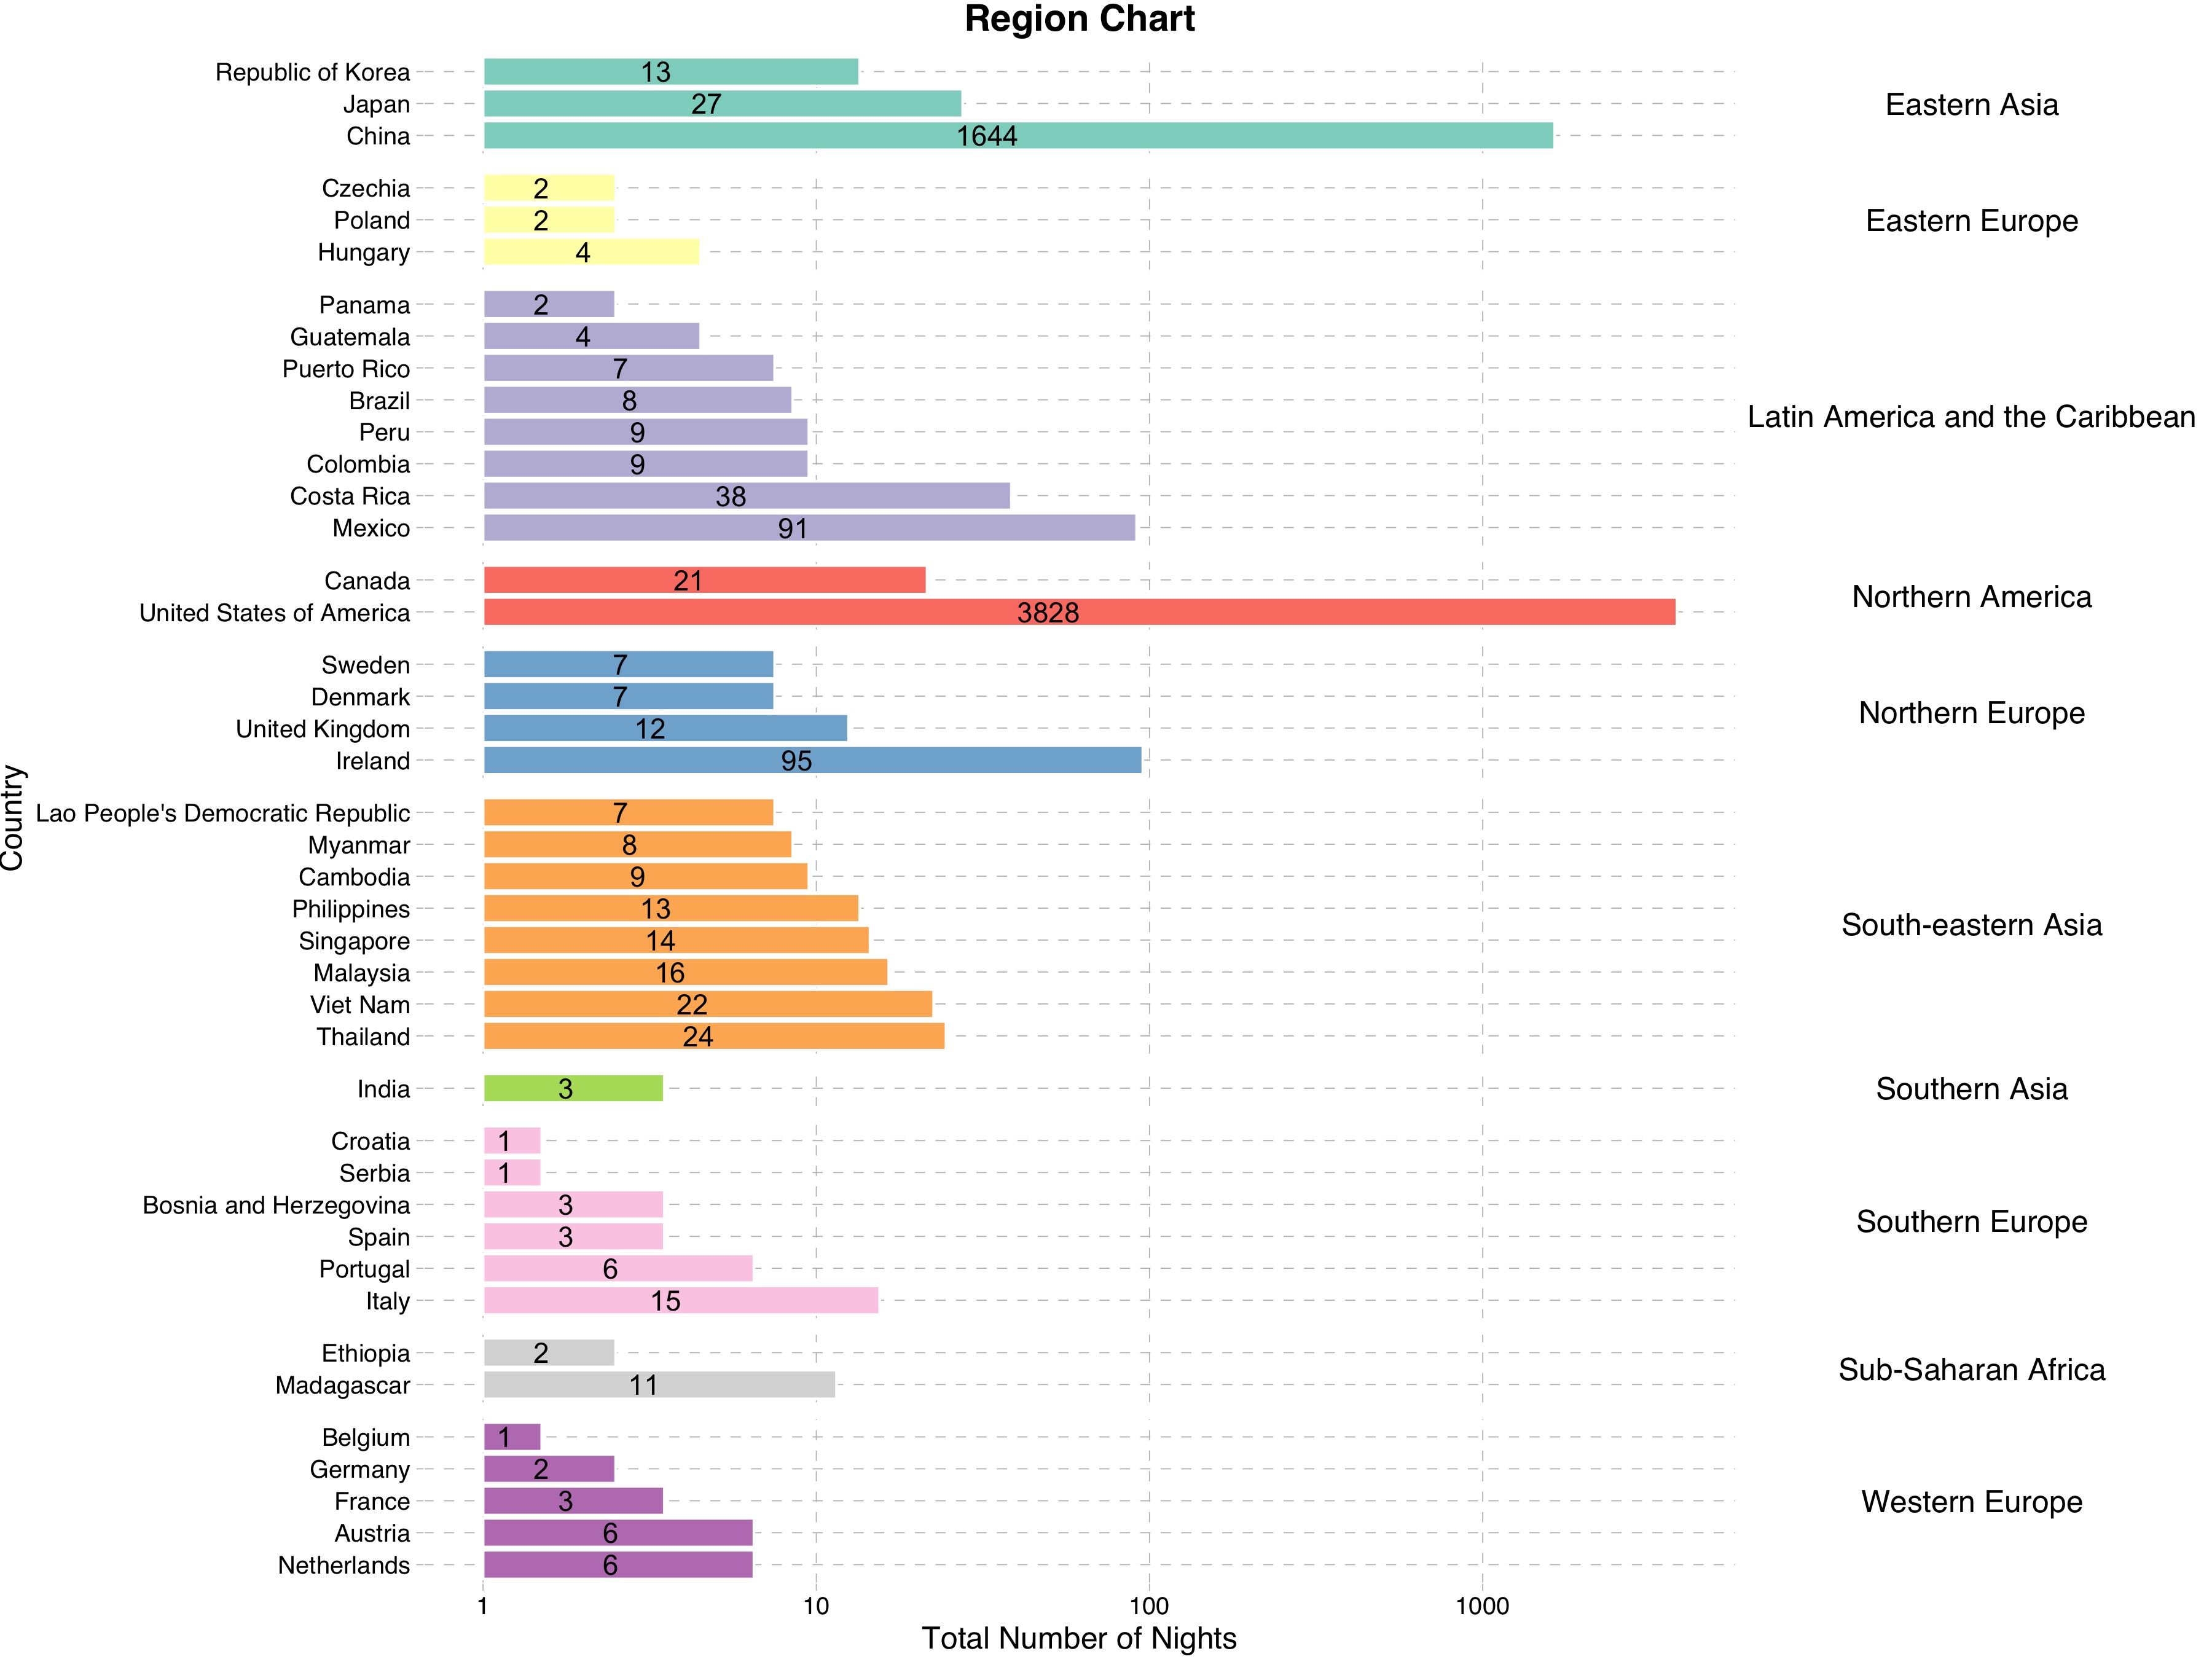 Region Chart
Republic of Korea 13
Japan 27
China 1644
Eastern Asia
Czechia 2
Poland 2
Hungary 4
Eastern Europe
Panama 2
Guatemala 4
Puerto Rico 7
Brazil 8
Peru 9
Colombia 9
Costa Rica 38
Mexico 91
Latin America and the Caribbean
Canada 21
United States of America 3828
Northern America
Sweden 7
Denmark 7
United Kingdom 12
Ireland 95
Northern Europe
Lao People's Democratic Republic 7
Myanmar 8
Cambodia 9
Philippines 13
Singapore 14
Malaysia 16
Viet Nam 22
Thailand 24
South-eastern Asia
India 3
Southern Asia
Croatia 1
Serbia 1
Bosnia and Herzegovina 3
Spain 3
Portugal 6
Italy 15
Southern Europe
Ethiopia 2
Madagascar 11
Sub-Saharan Africa
Belgium 1
Germany 2
France 3
Austria 6
Netherlands 6
Western Europe
Country
1 10 100 1000
Total Number of Nights